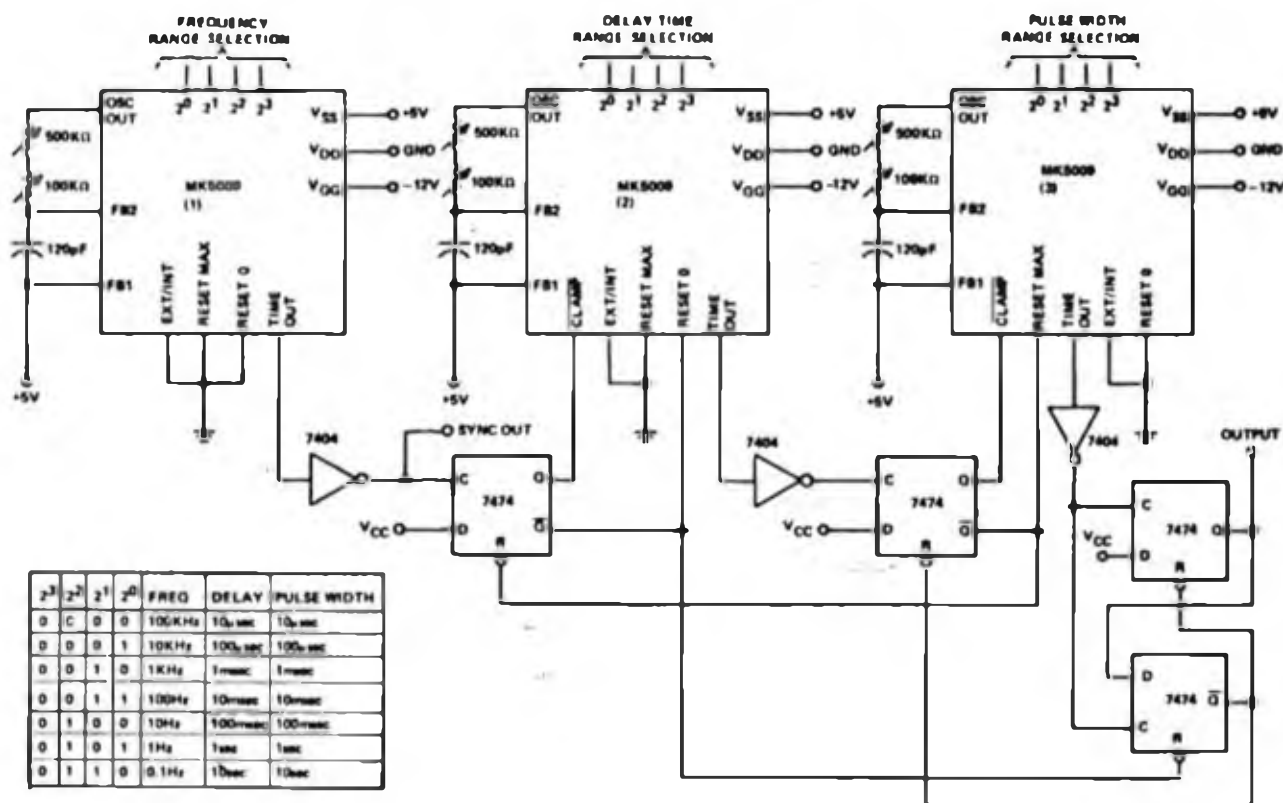 FREQUENCY
RANGE SELECTION
DELAY TIME
RANGE SELECTION
PULSE WIDTH
RANGE SELECTION
OSC
OUT
2⁰ 2¹ 2² 2³
VSS
+5V
500KΩ
VDD
GND
100KΩ
MK5009
(1)
VGG
-12V
FB2
120pF
FB1
EXT/INT
RESET MAX
RESET 0
TIME
OUT
+5V
OSC
OUT
2⁰ 2¹ 2² 2³
VSS
+5V
500KΩ
VDD
GND
100KΩ
MK5009
(2)
VGG
-12V
FB2
120pF
FB1
CLAMP
EXT/INT
RESET MAX
RESET 0
TIME
OUT
+5V
OSC
OUT
2⁰ 2¹ 2² 2³
VSS
+5V
500KΩ
VDD
GND
100KΩ
MK5009
(3)
VGG
-12V
FB2
120pF
FB1
CLAMP
RESET MAX
TIME
OUT
EXT/INT
RESET 0
+5V
7404
SYNC OUT
C Q
7474
VCC
D Q̅
R
7404
C Q
7474
VCC
D Q̅
R
7404
OUTPUT
C
7474 Q
VCC
D
R
D
7474 Q̅
C
R
2³ 2² 2¹ 2⁰ FREQ DELAY PULSE WIDTH
0 C 0 0 100KHz 10μsec 10μsec
0 0 0 1 10KHz 100μsec 100μsec
0 0 1 0 1KHz 1msec 1msec
0 0 1 1 100Hz 10msec 10msec
0 1 0 0 10Hz 100msec 100msec
0 1 0 1 1Hz 1sec 1sec
0 1 1 0 0.1Hz 10sec 10sec